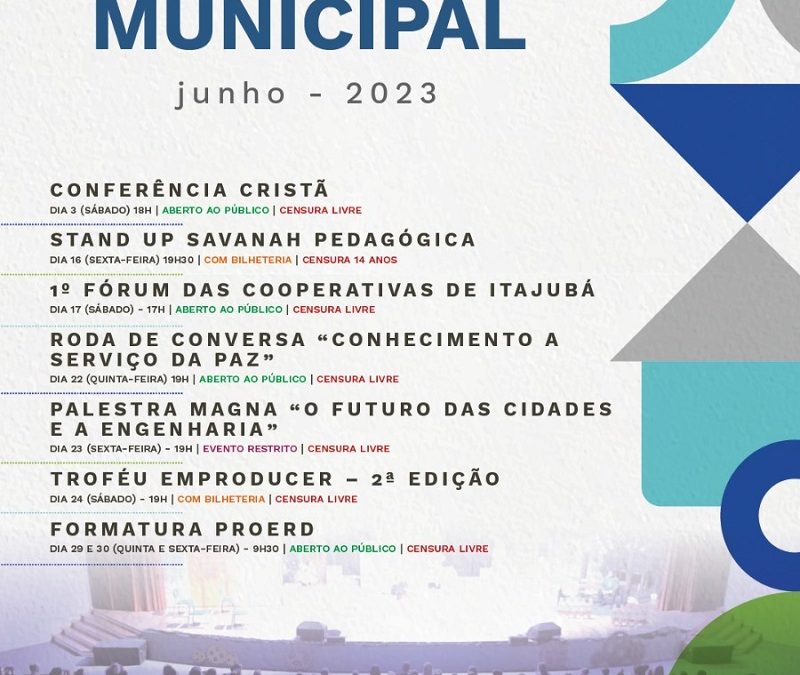 MUNICIPAL
junho - 2023
CONFERÊNCIA CRISTÃ
DIA 3 (SÁBADO) 18H | ABERTO AO PÚBLICO | CENSURA LIVRE
STAND UP SAVANAH PEDAGÓGICA
DIA 16 (SEXTA-FEIRA) 19H30 | COM BILHETERIA | CENSURA 14 ANOS
1º FÓRUM DAS COOPERATIVAS DE ITAJUBÁ
DIA 17 (SÁBADO) - 17H | ABERTO AO PÚBLICO | CENSURA LIVRE
RODA DE CONVERSA “CONHECIMENTO A
SERVIÇO DA PAZ”
DIA 22 (QUINTA-FEIRA) 19H | ABERTO AO PÚBLICO | CENSURA LIVRE
PALESTRA MAGNA “O FUTURO DAS CIDADES
E A ENGENHARIA”
DIA 23 (SEXTA-FEIRA) - 19H | EVENTO RESTRITO | CENSURA LIVRE
TROFÉU EMPRODUCER – 2ª EDIÇÃO
DIA 24 (SÁBADO) - 19H | COM BILHETERIA | CENSURA LIVRE
FORMATURA PROERD
DIA 29 E 30 (QUINTA E SEXTA-FEIRA) - 9H30 | ABERTO AO PÚBLICO | CENSURA LIVRE